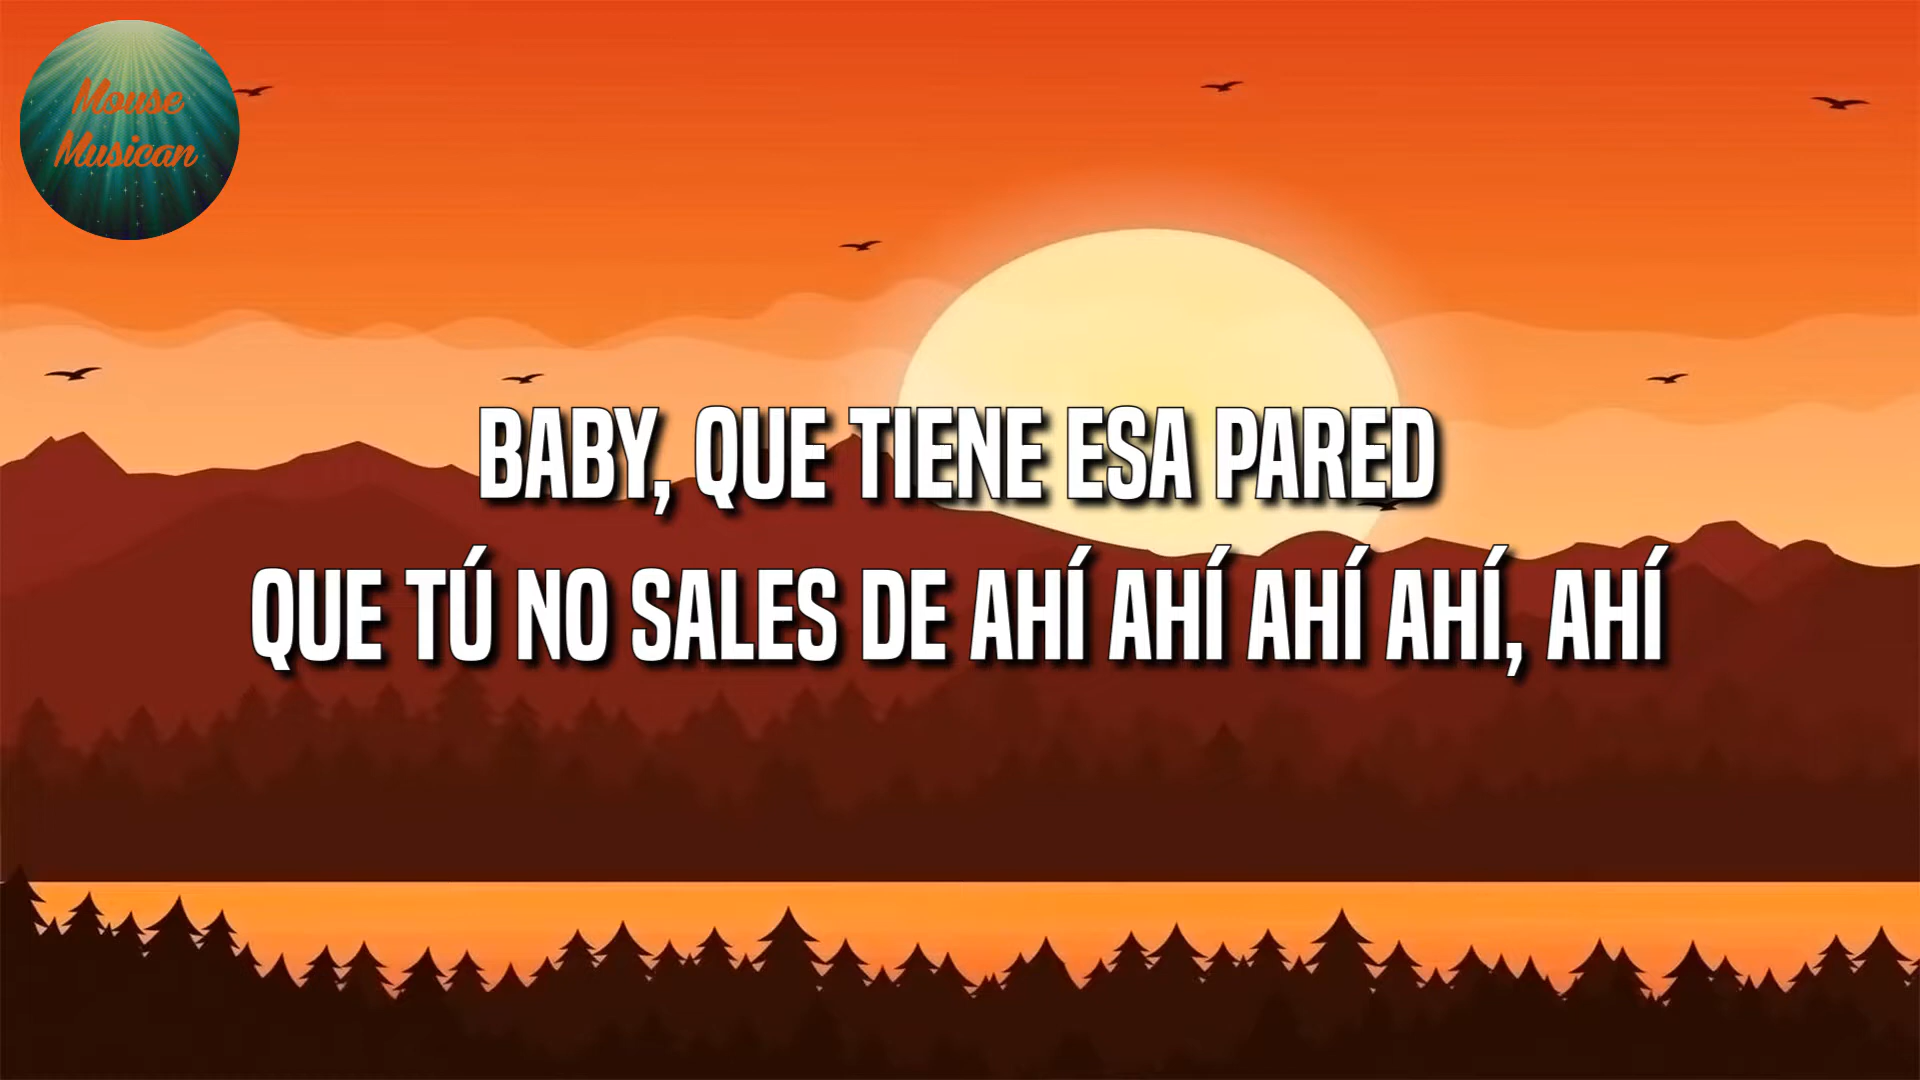 Mouse
Musican
BABY, QUE TIENE ESA PARED
QUE TÚ NO SALES DE AHÍ AHÍ AHÍ AHÍ, AHÍ